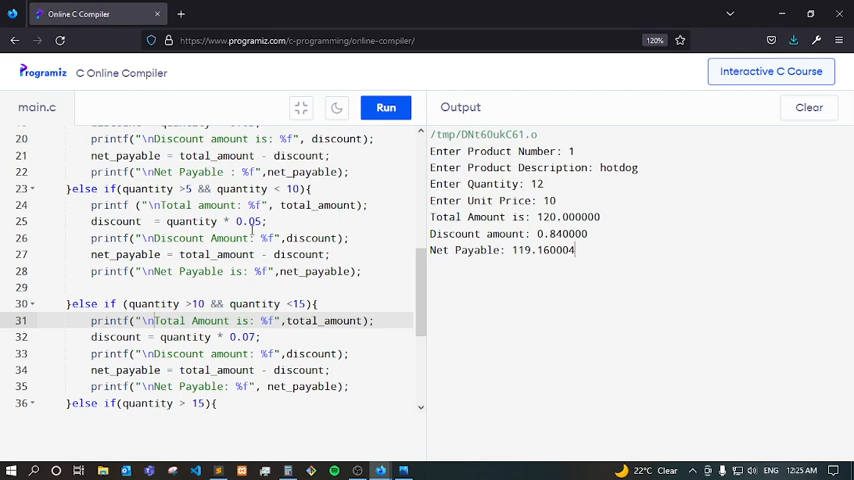 Online C Compiler
https://www.programiz.com/c-programming/online-compiler/
120%
Programiz
C Online Compiler
Interactive C Course
main.c
Run
Output
Clear
20 printf("\nDiscount amount is: %f", discount);
21 net_payable = total_amount - discount;
22 printf("\nNet Payable : %f",net_payable);
23 }else if(quantity >5 && quantity < 10){
24 printf ("\nTotal amount: %f", total_amount);
25 discount  = quantity * 0.05;
26 printf("\nDiscount Amount: %f",discount);
27 net_payable = total_amount - discount;
28 printf("\nNet Payable is: %f",net_payable);
29
30 }else if (quantity >10 && quantity <15){
31 printf("\nTotal Amount is: %f",total_amount);
32 discount = quantity * 0.07;
33 printf("\nDiscount amount: %f",discount);
34 net_payable = total_amount - discount;
35 printf("\nNet Payable: %f", net_payable);
36 }else if(quantity > 15){
/tmp/DNt60ukC61.o
Enter Product Number: 1
Enter Product Description: hotdog
Enter Quantity: 12
Enter Unit Price: 10
Total Amount is: 120.000000
Discount amount: 0.840000
Net Payable: 119.160004
22°C Clear
ENG
12:25 AM